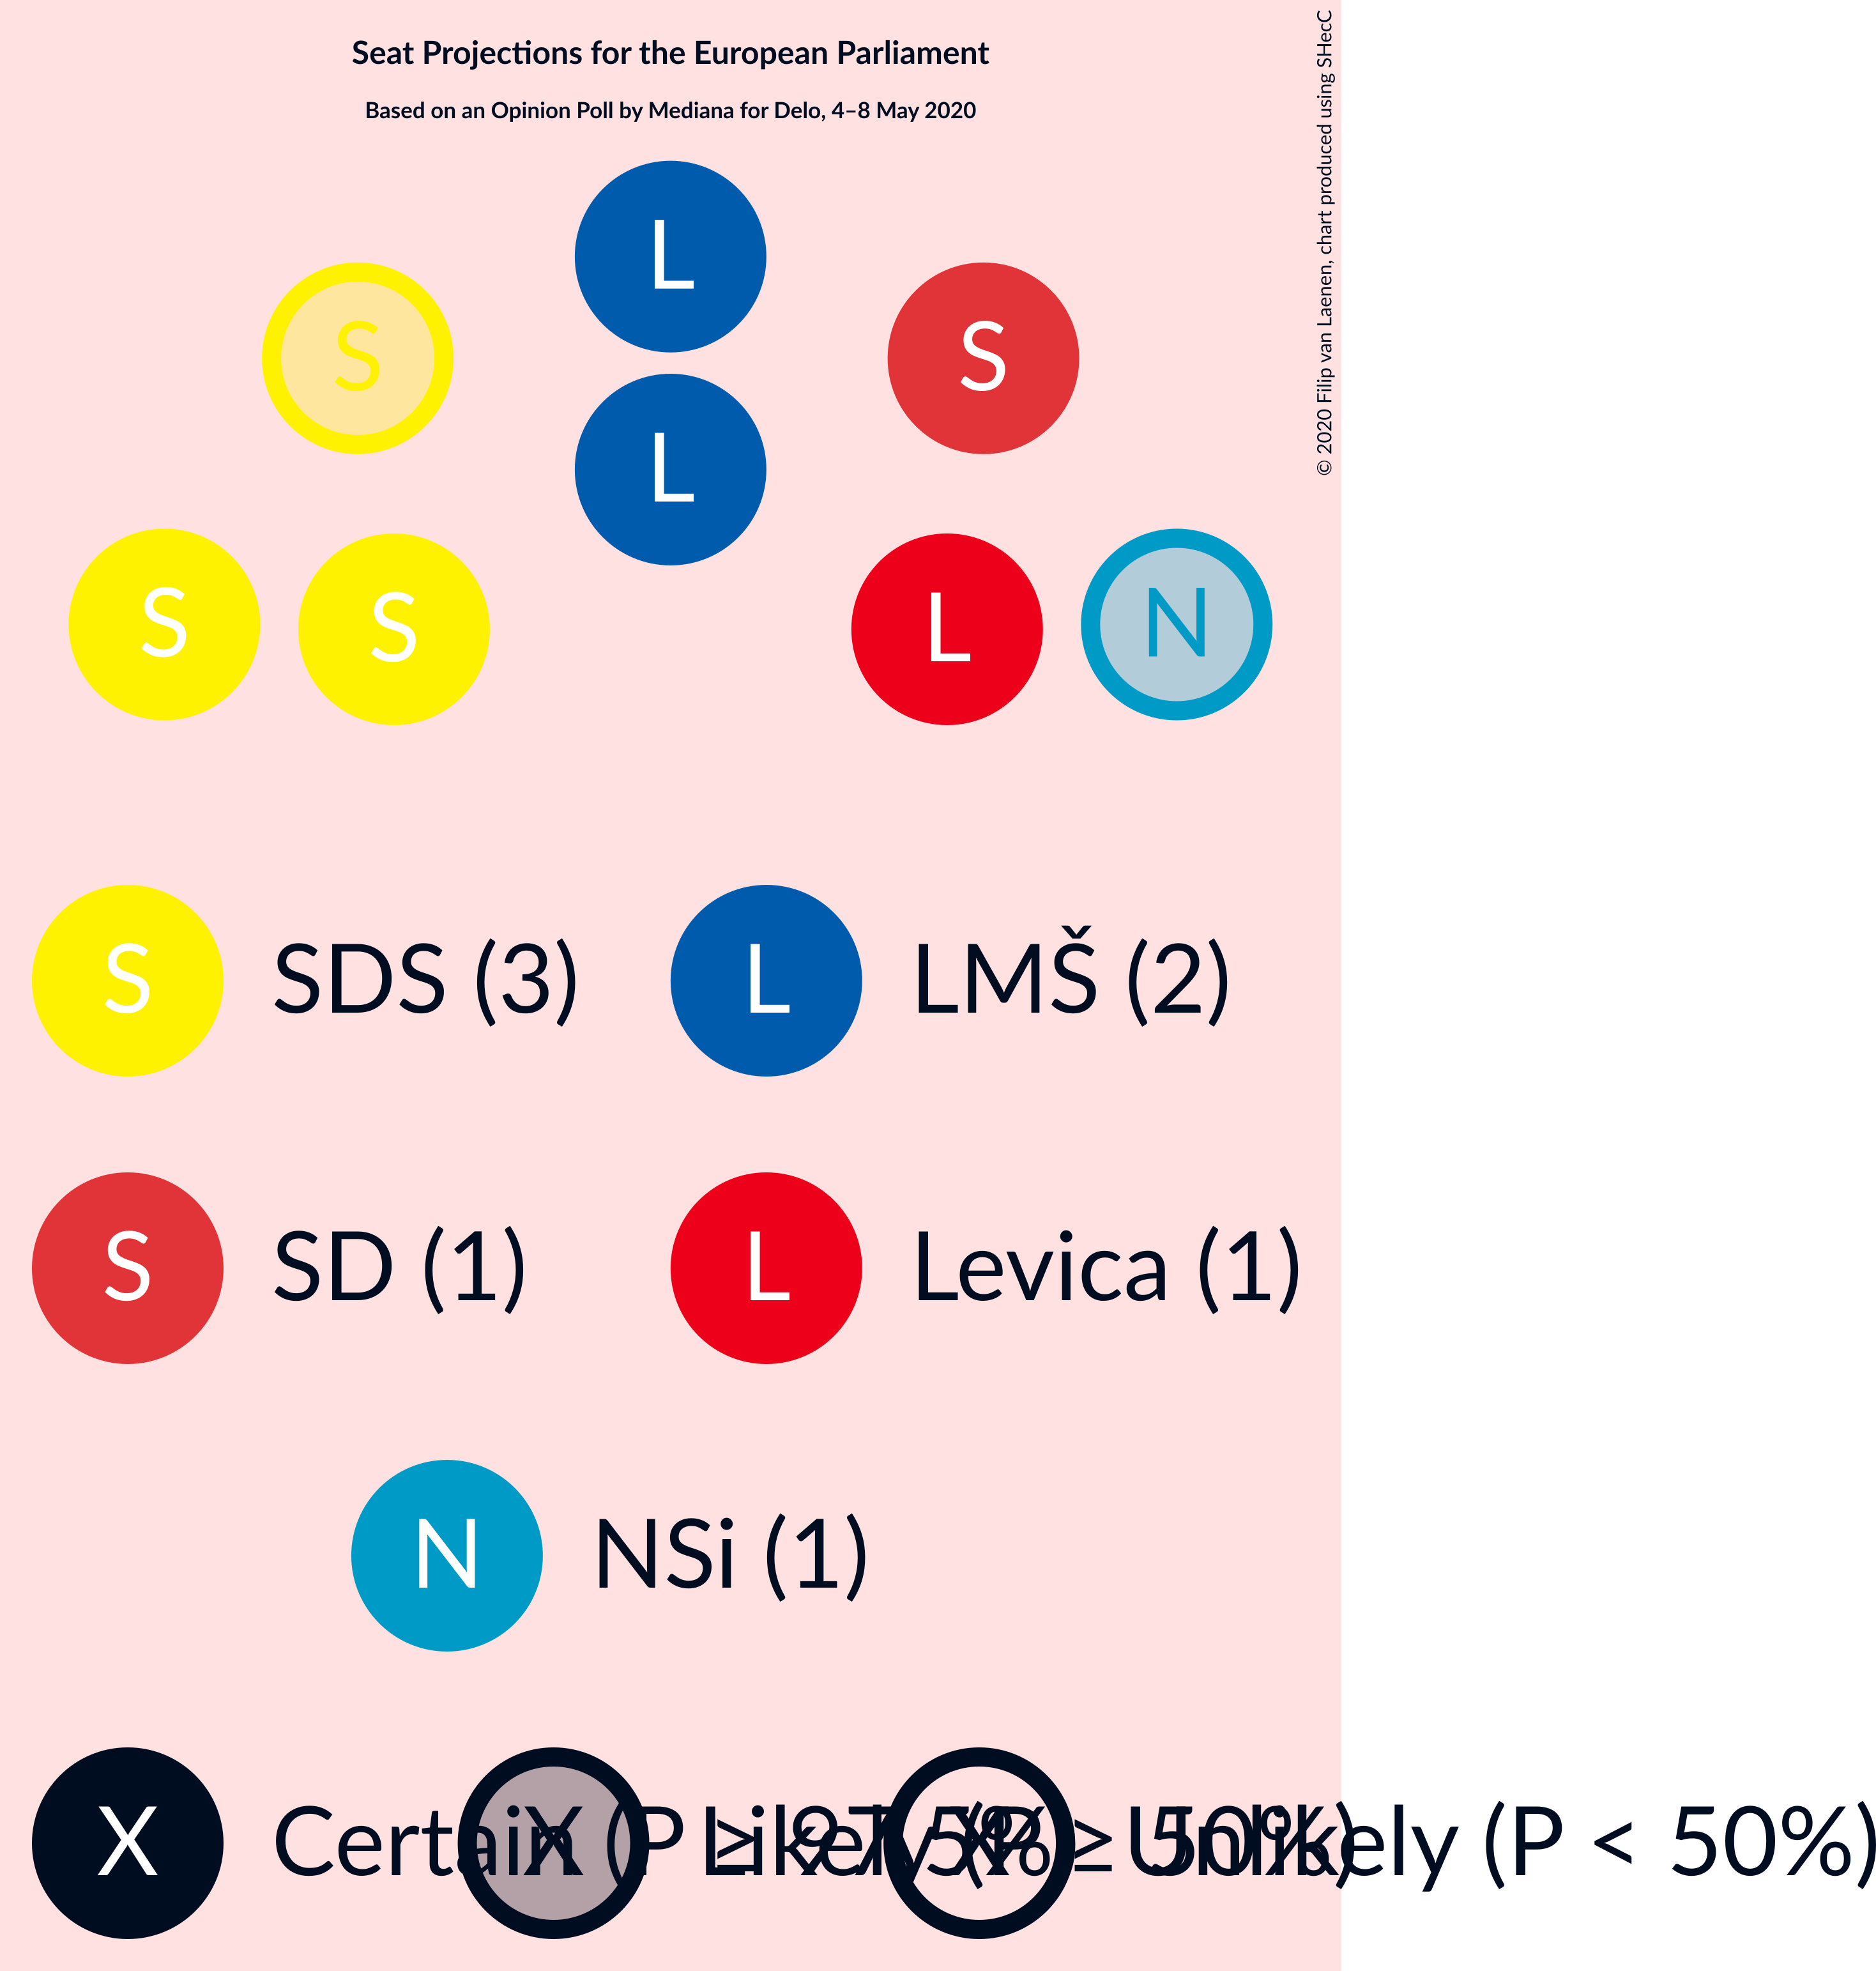 Seat Projections for the European Parliament
Based on an Opinion Poll by Mediana for Delo, 4–8 May 2020
© 2020 Filip van Laenen, chart produced using SHecC
L
S
S
L
S
S
L
N
S SDS (3) L LMŠ (2)
S SD (1) L Levica (1)
N NSi (1)
X Certain (P ≥ X Likely (P ≥ 50%) X Unlikely (P < 50%)